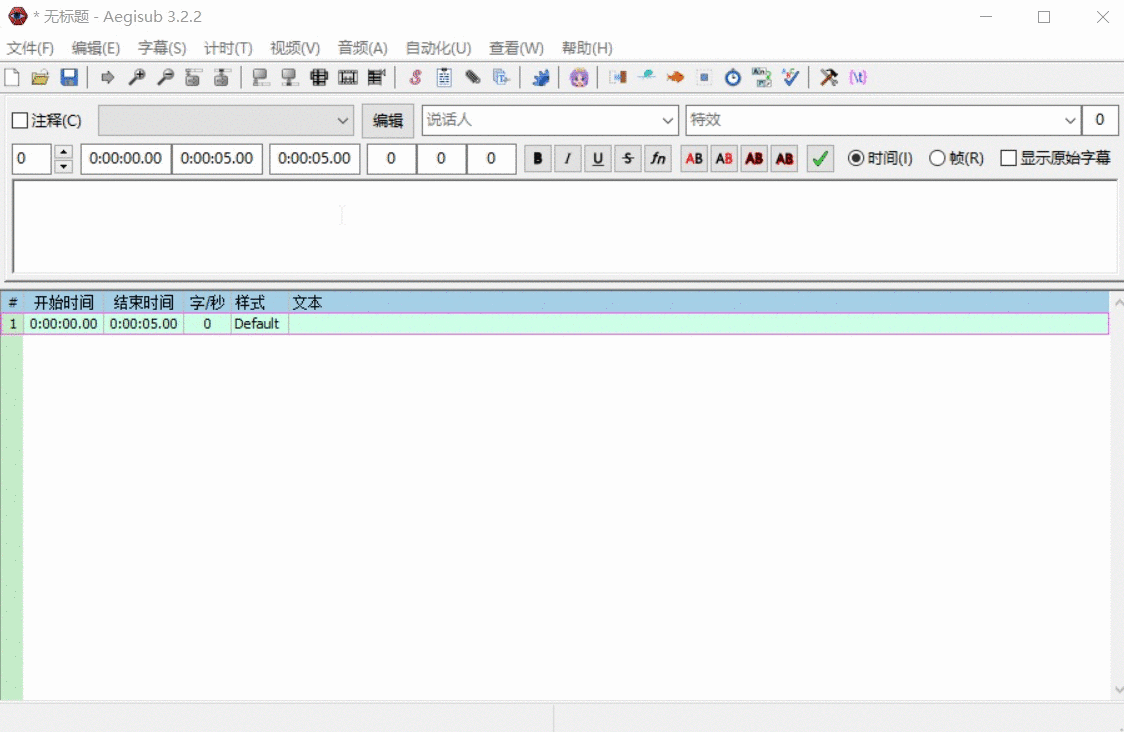 * 无标题 - Aegisub 3.2.2
文件(F) 编辑(E) 字幕(S) 计时(T) 视频(V) 音频(A) 自动化(U) 查看(W) 帮助(H)
注释(C) 编辑 说话人 特效 0
0 0:00:00.00 0:00:05.00 0:00:05.00 0 0 0 B I U S fn AB AB AB AB 时间(I) 帧(R) 显示原始字幕
# 开始时间 结束时间 字/秒 样式 文本
1 0:00:00.00 0:00:05.00 0 Default